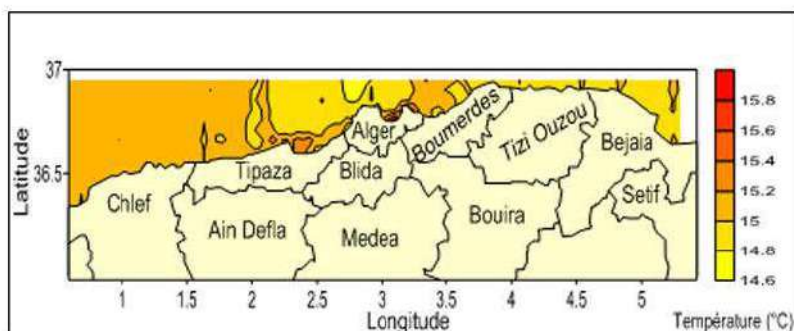 37
Latitude
36.5
Alger
Boumerdes
Tizi Ouzou
Bejaia
Tipaza
Blida
Setif
Chlef
Ain Defla
Medea
Bouira
1 1.5 2 2.5 3 3.5 4 4.5 5
Longitude
15.8
15.6
15.4
15.2
15
14.8
14.6
Température (°C)